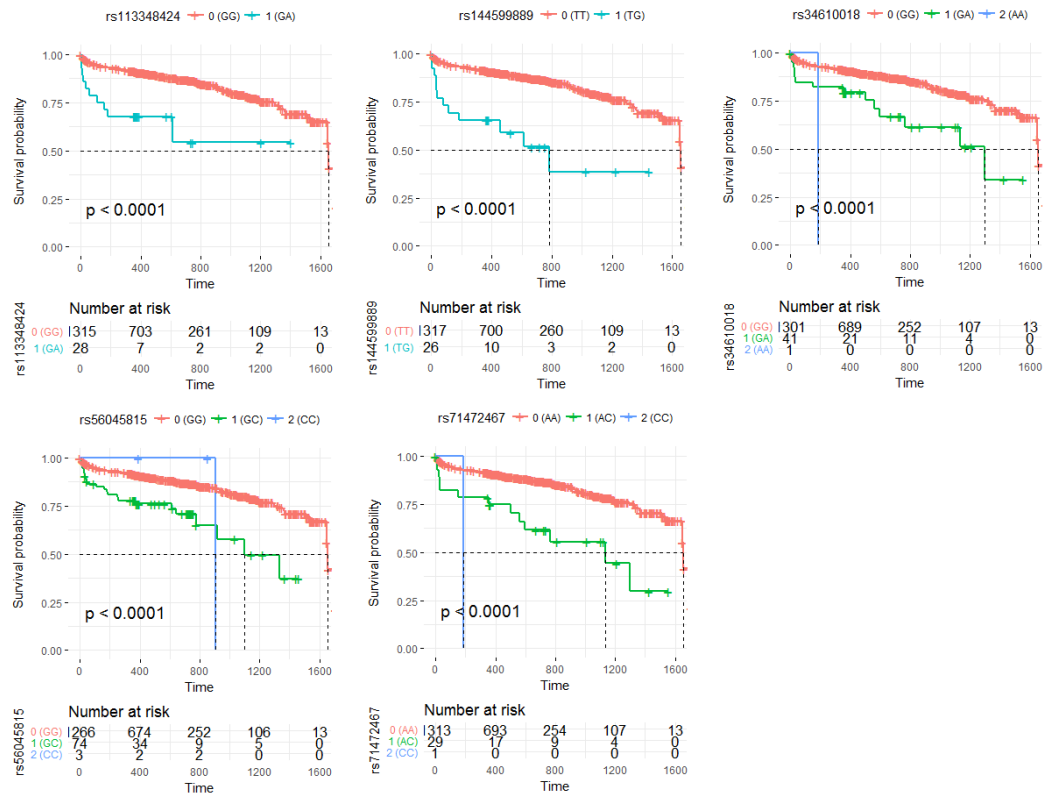 rs113348424 0 (GG) 1 (GA)
Survival probability
1.00
0.75
0.50
0.25
0.00
p < 0.0001
0 400 800 1200 1600
Time
rs113348424
Number at risk
0 (GG) 1315 703 261 109 13
1 (GA) 28 7 2 2 0
0 400 800 1200 1600
Time
rs144599889 0 (TT) 1 (TG)
Survival probability
1.00
0.75
0.50
0.25
0.00
p < 0.0001
0 400 800 1200 1600
Time
rs144599889
Number at risk
0 (TT) 1317 700 260 109 13
1 (TG) 26 10 3 2 0
0 400 800 1200 1600
Time
rs34610018 0 (GG) 1 (GA) 2 (AA)
Survival probability
1.00
0.75
0.50
0.25
0.00
p < 0.0001
0 400 800 1200 1600
Time
rs34610018
Number at risk
0 (GG) 1301 689 252 107 13
1 (GA) 41 21 11 4 0
2 (AA) 1 0 0 0 0
0 400 800 1200 1600
Time
rs56045815 0 (GG) 1 (GC) 2 (CC)
Survival probability
1.00
0.75
0.50
0.25
0.00
p < 0.0001
0 400 800 1200 1600
Time
rs56045815
Number at risk
0 (GG) 1266 674 252 106 13
1 (GC) 74 34 9 5 0
2 (CC) 3 2 2 0 0
0 400 800 1200 1600
Time
rs71472467 0 (AA) 1 (AC) 2 (CC)
Survival probability
1.00
0.75
0.50
0.25
0.00
p < 0.0001
0 400 800 1200 1600
Time
rs71472467
Number at risk
0 (AA) 1313 693 254 107 13
1 (AC) 29 17 9 4 0
2 (CC) 1 0 0 0 0
0 400 800 1200 1600
Time